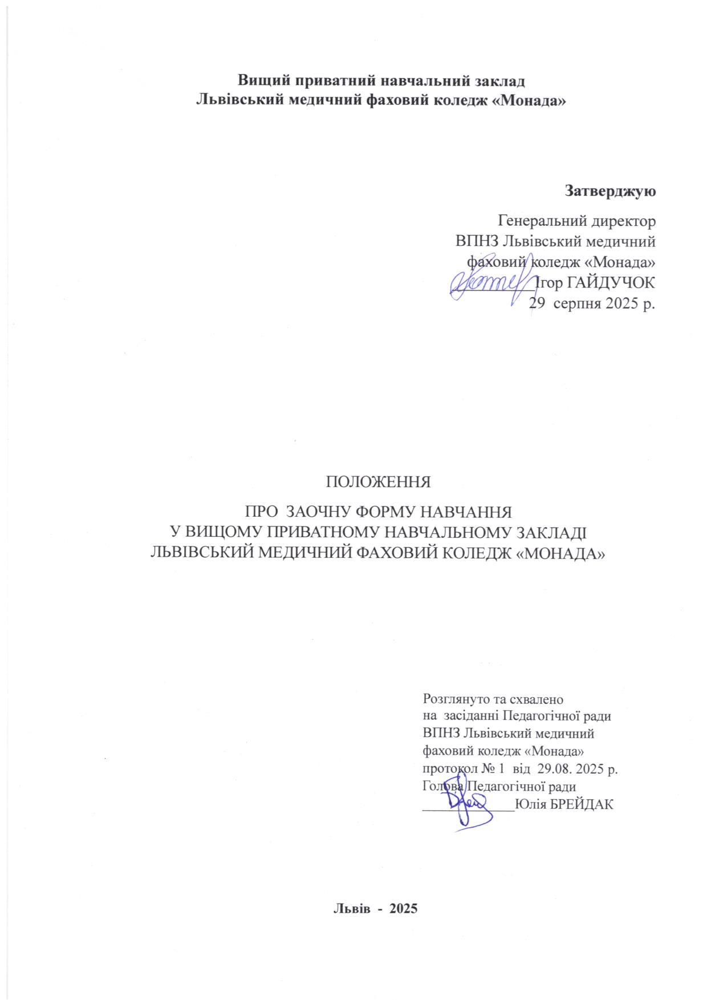 Вищий приватний навчальний заклад
Львівський медичний фаховий коледж «Монада»
Затверджую
Генеральний директор
ВПНЗ Львівський медичний
фаховий коледж «Монада»
__________Ігор ГАЙДУЧОК
29 серпня 2025 р.
ПОЛОЖЕННЯ
ПРО ЗАОЧНУ ФОРМУ НАВЧАННЯ
У ВИЩОМУ ПРИВАТНОМУ НАВЧАЛЬНОМУ ЗАКЛАДІ
ЛЬВІВСЬКИЙ МЕДИЧНИЙ ФАХОВИЙ КОЛЕДЖ «МОНАДА»
Розглянуто та схвалено
на засіданні Педагогічної ради
ВПНЗ Львівський медичний
фаховий коледж «Монада»
протокол № 1 від 29.08. 2025 р.
Голова Педагогічної ради
_____________Юлія БРЕЙДАК
Львів - 2025